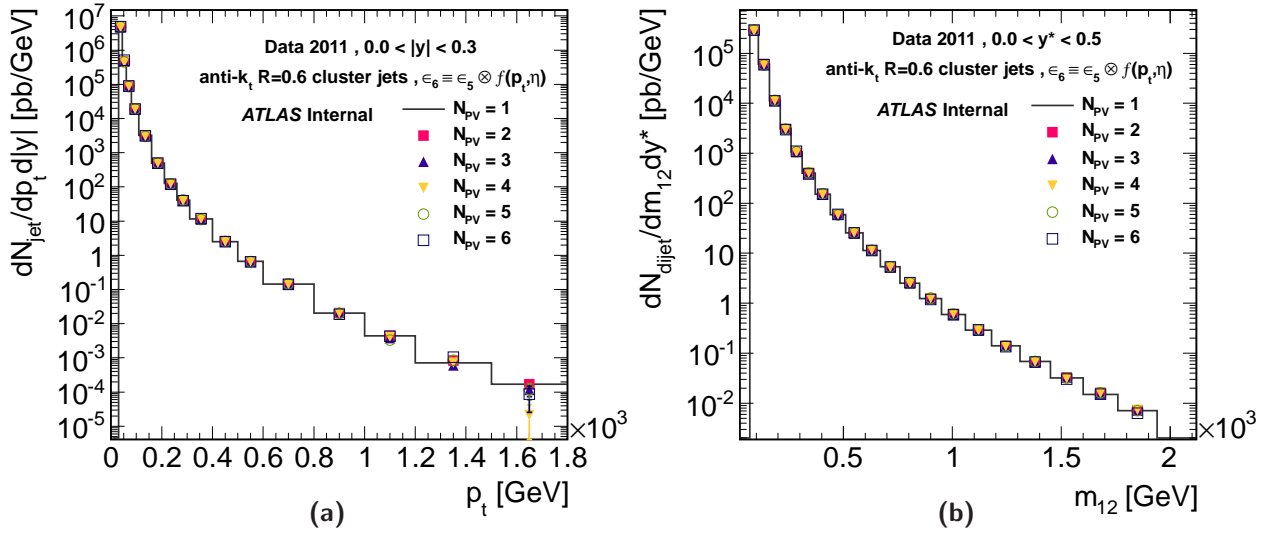 dN_jet/dp_t d|y| [pb/GeV]
10^7
10^6
10^5
10^4
10^3
10^2
10
1
10^-1
10^-2
10^-3
10^-4
10^-5
Data 2011 , 0.0 < |y| < 0.3
anti-k_t R=0.6 cluster jets , ϵ_6 ≡ ϵ_5 ⊗ f(p_t,η)
ATLAS Internal
N_PV = 1
N_PV = 2
N_PV = 3
N_PV = 4
N_PV = 5
N_PV = 6
×10^3
0 0.2 0.4 0.6 0.8 1 1.2 1.4 1.6 1.8
p_t [GeV]
(a)
dN_dijet/dm_12 dy* [pb/GeV]
10^5
10^4
10^3
10^2
10
1
10^-1
10^-2
Data 2011 , 0.0 < y* < 0.5
anti-k_t R=0.6 cluster jets , ϵ_6 ≡ ϵ_5 ⊗ f(p_t,η)
ATLAS Internal
N_PV = 1
N_PV = 2
N_PV = 3
N_PV = 4
N_PV = 5
N_PV = 6
×10^3
0.5 1 1.5 2
m_12 [GeV]
(b)